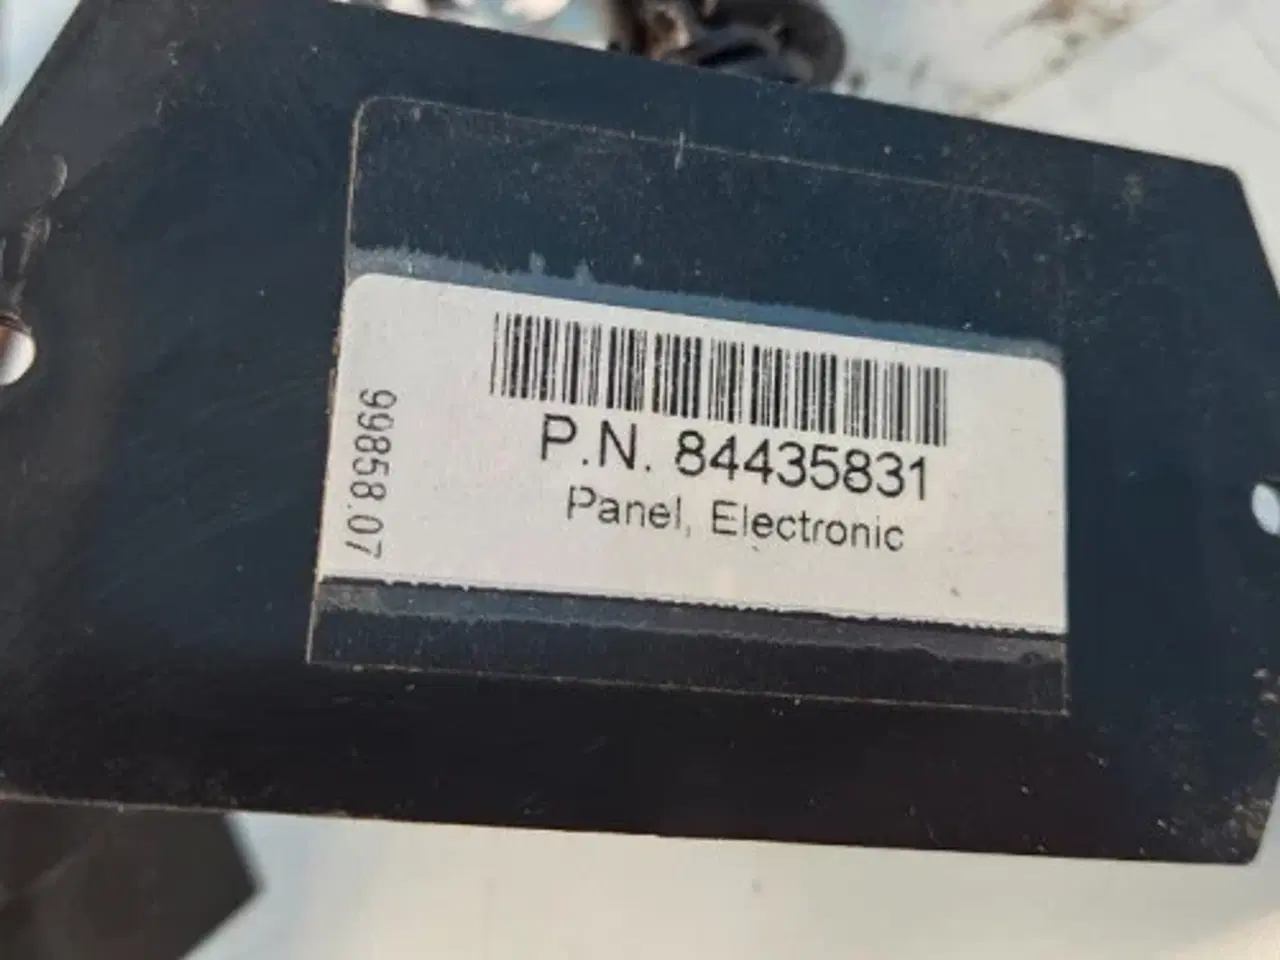 P.N. 84435831
Panel, Electronic
99858.07